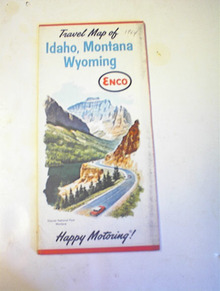 Travel Map of
Idaho, Montana
Wyoming
ENCO
Happy Motoring!